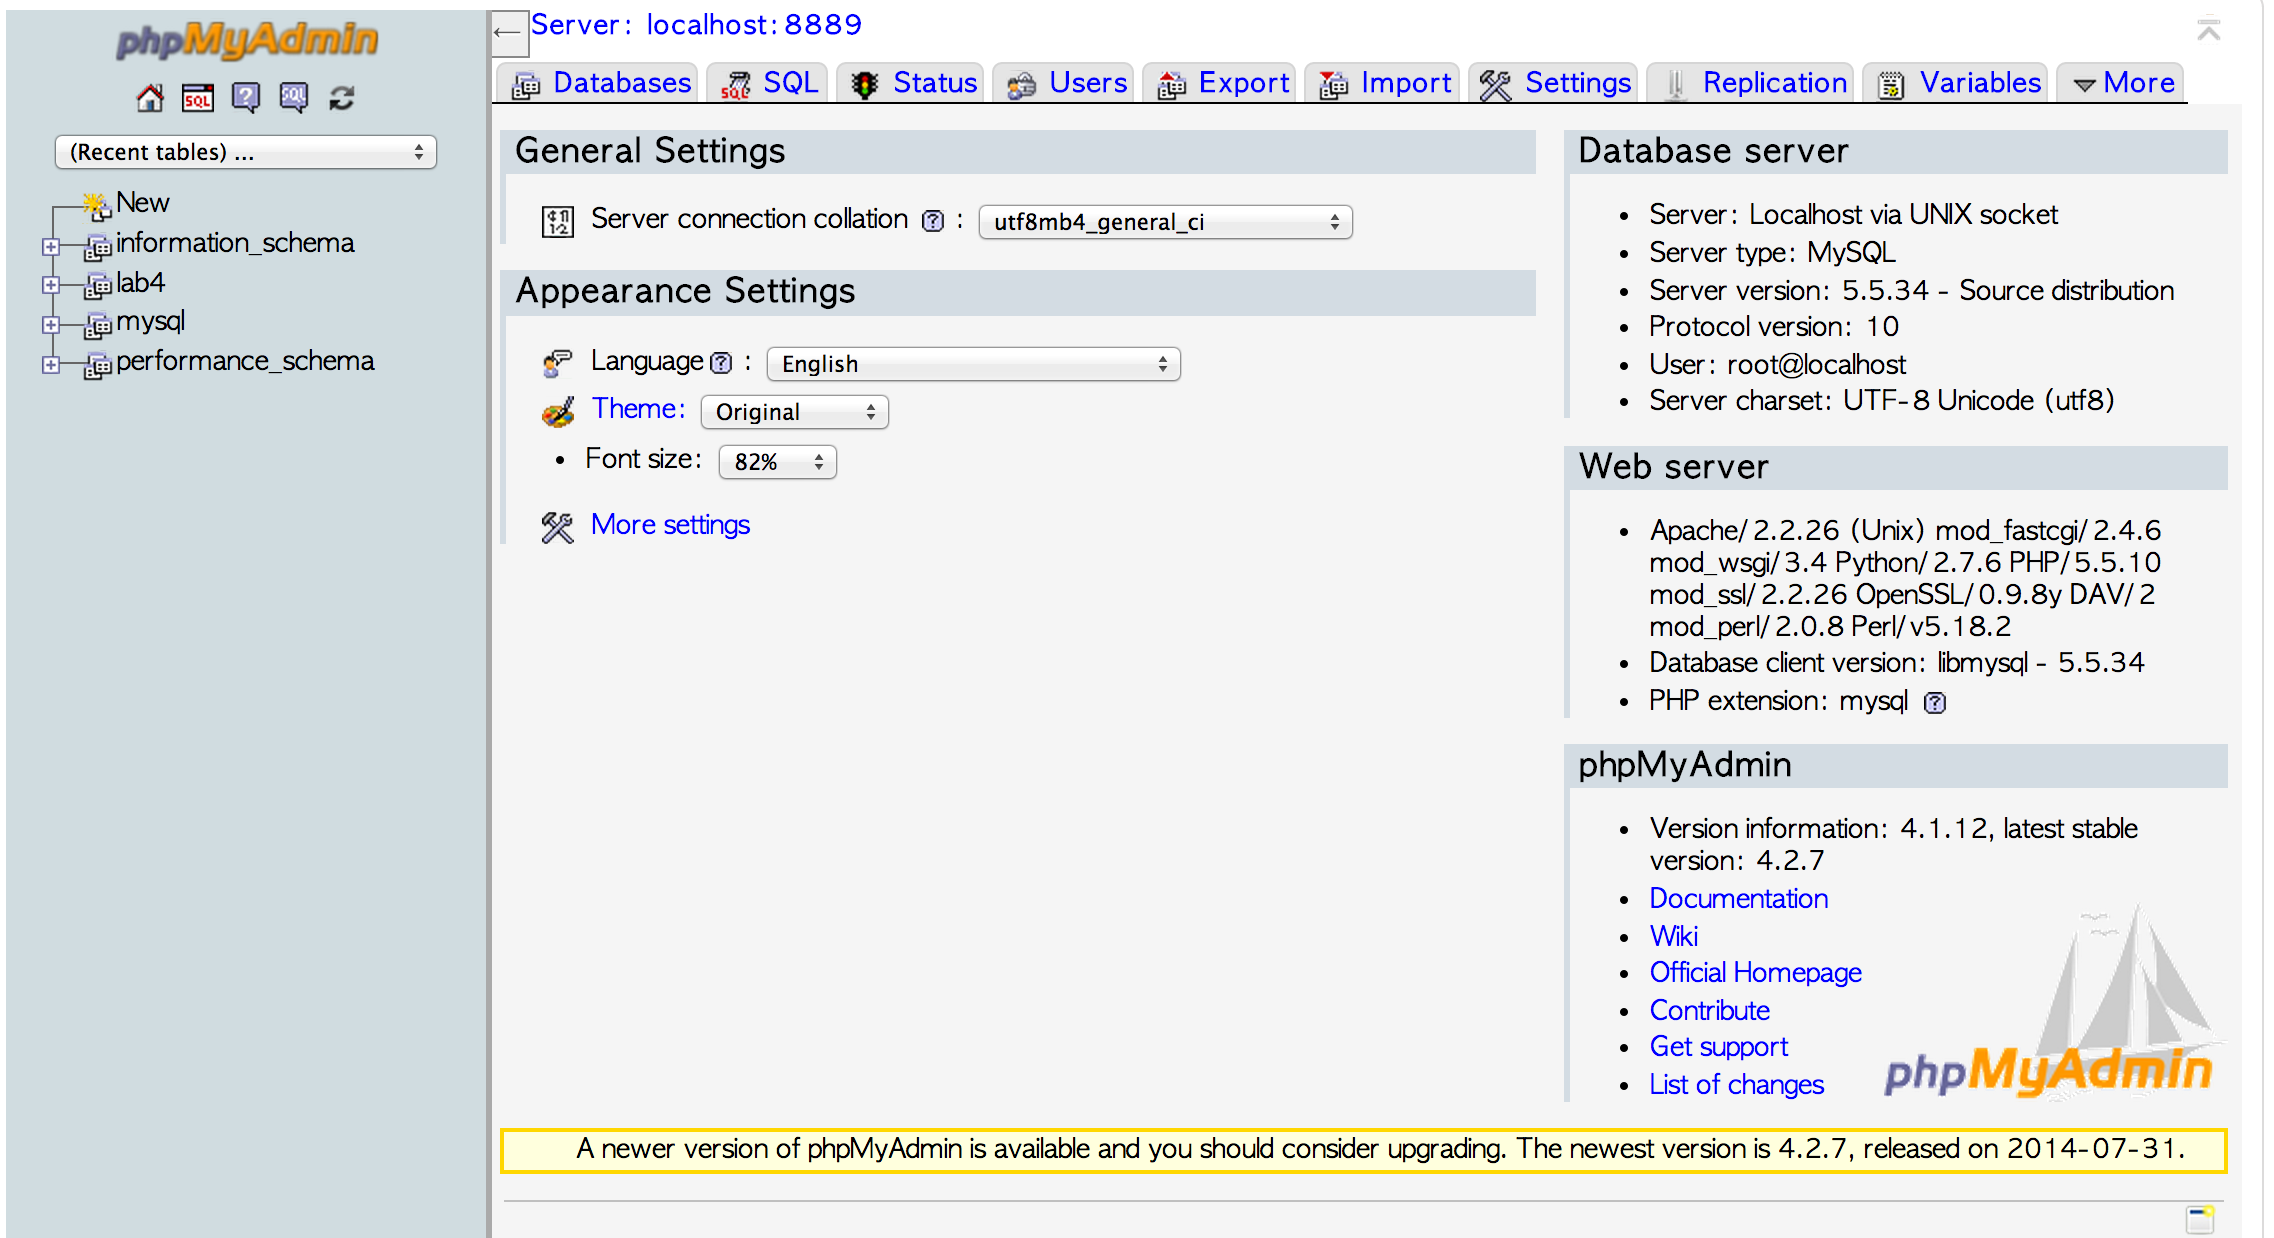 phpMyAdmin
SQL
SQL
(Recent tables) ...
New
information_schema
lab4
mysql
performance_schema
Server: localhost:8889
Databases
SQL
Status
Users
Export
Import
Settings
Replication
Variables
More
General Settings
Server connection collation ? :
utf8mb4_general_ci
Appearance Settings
Language ? :
English
Theme:
Original
Font size:
82%
More settings
Database server
Server: Localhost via UNIX socket
Server type: MySQL
Server version: 5.5.34 - Source distribution
Protocol version: 10
User: root@localhost
Server charset: UTF-8 Unicode (utf8)
Web server
Apache/2.2.26 (Unix) mod_fastcgi/2.4.6
mod_wsgi/3.4 Python/2.7.6 PHP/5.5.10
mod_ssl/2.2.26 OpenSSL/0.9.8y DAV/2
mod_perl/2.0.8 Perl/v5.18.2
Database client version: libmysql - 5.5.34
PHP extension: mysql ?
phpMyAdmin
Version information: 4.1.12, latest stable
version: 4.2.7
Documentation
Wiki
Official Homepage
Contribute
Get support
List of changes
phpMyAdmin
A newer version of phpMyAdmin is available and you should consider upgrading. The newest version is 4.2.7, released on 2014-07-31.